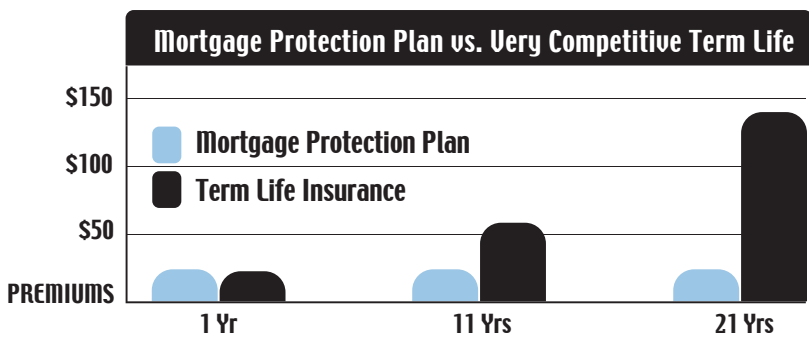 Mortgage Protection Plan vs. Very Competitive Term Life
$150
Mortgage Protection Plan
$100
Term Life Insurance
$50
PREMIUMS
1 Yr
11 Yrs
21 Yrs